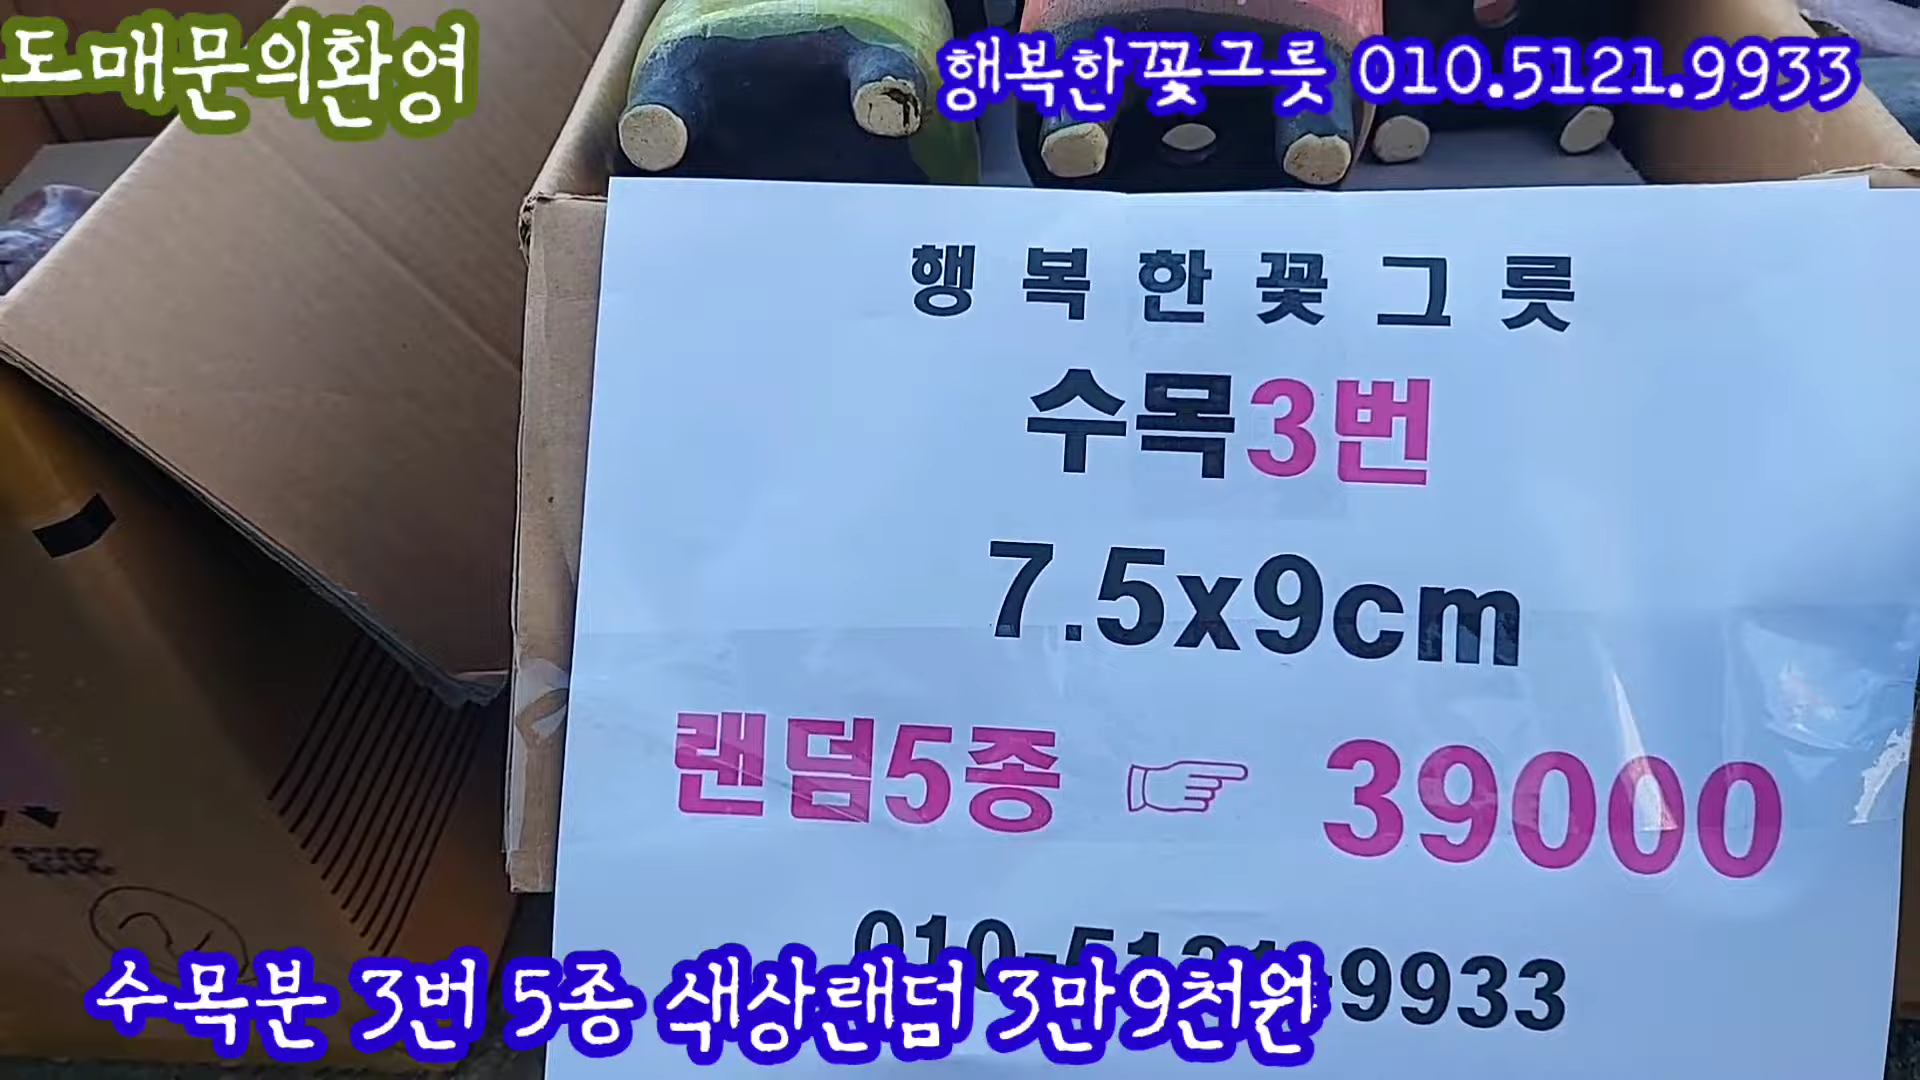 도매문의환영
행복한꽃그릇 010.5121.9933
행복한꽃그릇
수목3번
7.5x9cm
랜덤5종 ☞ 39000
010-5121-9933
수목분 3번 5종 색상랜덤 3만9천원